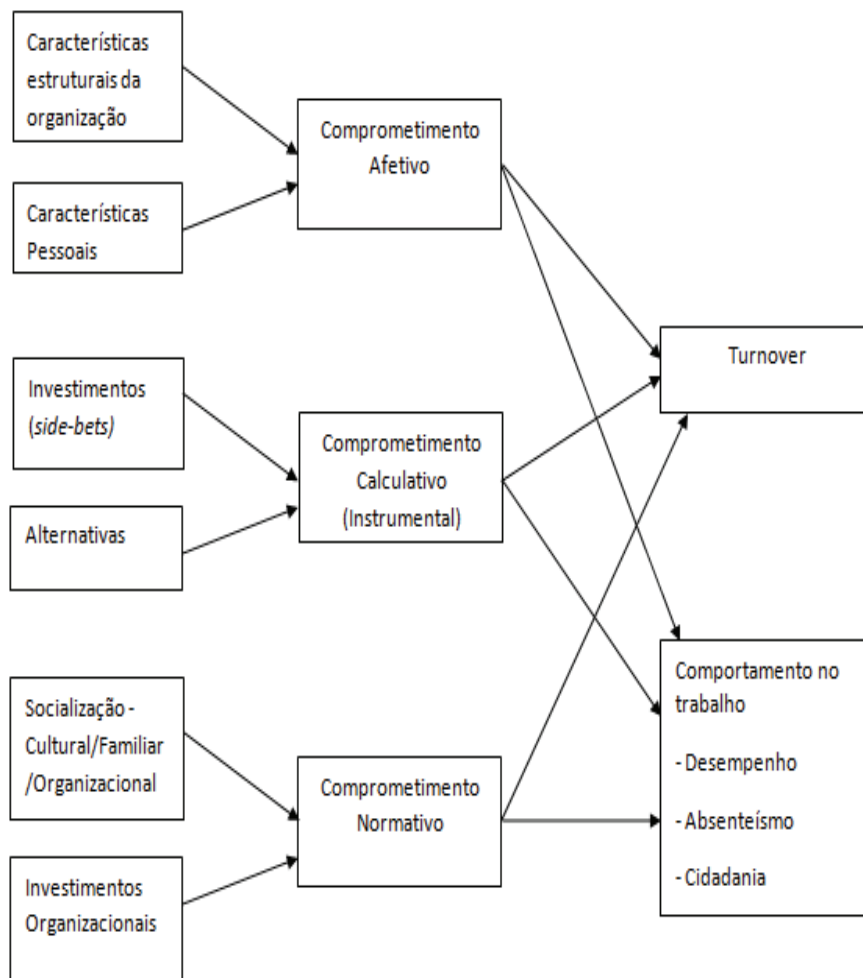 Características
estruturais da
organização
Características
Pessoais
Comprometimento
Afetivo
Investimentos
(side-bets)
Alternativas
Comprometimento
Calculativo
(Instrumental)
Socialização -
Cultural/Familiar
/Organizacional
Investimentos
Organizacionais
Comprometimento
Normativo
Turnover
Comportamento no
trabalho
- Desempenho
- Absenteísmo
- Cidadania